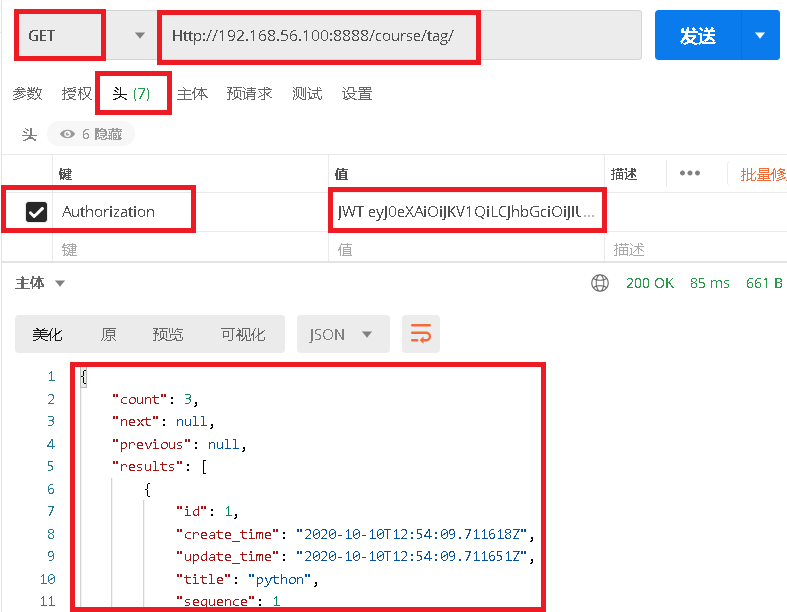 GET Http://192.168.56.100:8888/course/tag/ 发送
参数 授权 头 (7) 主体 预请求 测试 设置
头 6 隐藏
键 值 描述 ••• 批量修
Authorization JWT eyJ0eXAiOiJKV1QiLCJhbGciOiJIU...
键 值 描述
主体 200 OK 85 ms 661 B
美化 原 预览 可视化 JSON
1 {
2 "count": 3,
3 "next": null,
4 "previous": null,
5 "results": [
6 {
7 "id": 1,
8 "create_time": "2020-10-10T12:54:09.711618Z",
9 "update_time": "2020-10-10T12:54:09.711651Z",
10 "title": "python",
11 "sequence": 1